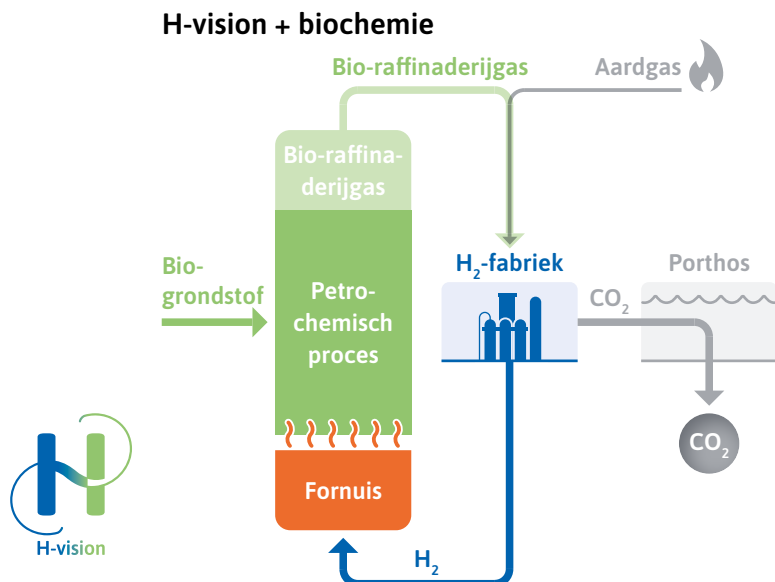 H-vision + biochemie
Bio-raffinaderijgas
Aardgas
Bio-raffina-
derijgas
Bio-
grondstof
Petro-
chemisch
proces
H₂-fabriek
CO₂
Porthos
CO₂
Fornuis
H₂
H-vision